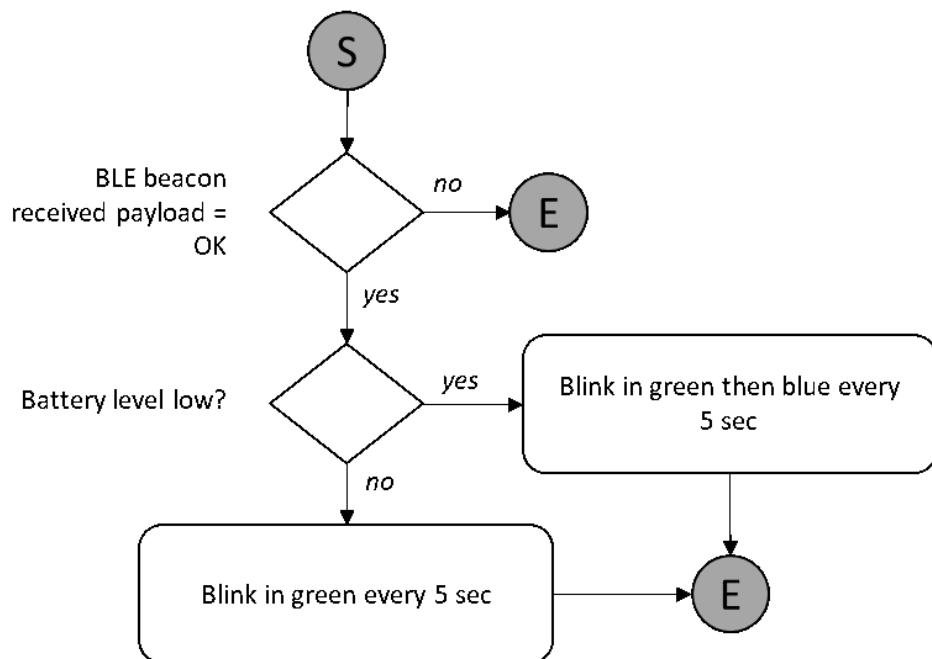 S
BLE beacon
received payload =
OK
no
E
yes
Battery level low?
yes
Blink in green then blue every
5 sec
no
Blink in green every 5 sec
E